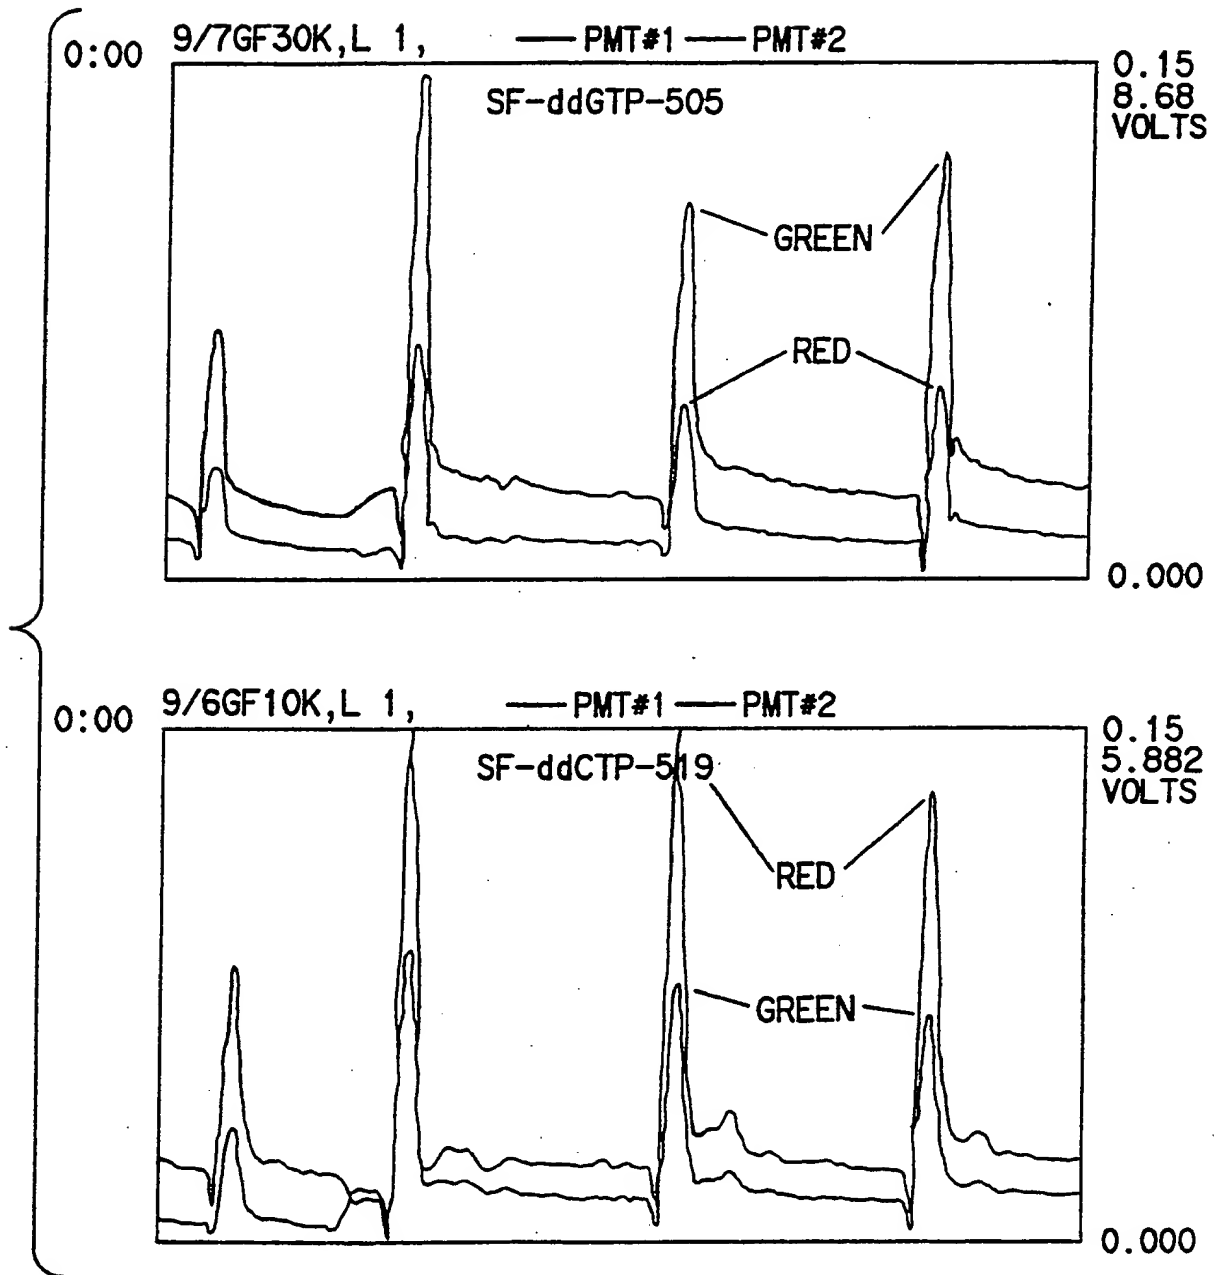 0:00
9/7GF30K,L 1, PMT#1 PMT#2
0.15
8.68
VOLTS
SF-ddGTP-505
GREEN
RED
0.000
0:00
9/6GF10K,L 1, PMT#1 PMT#2
0.15
5.882
VOLTS
SF-ddCTP-519
RED
GREEN
0.000